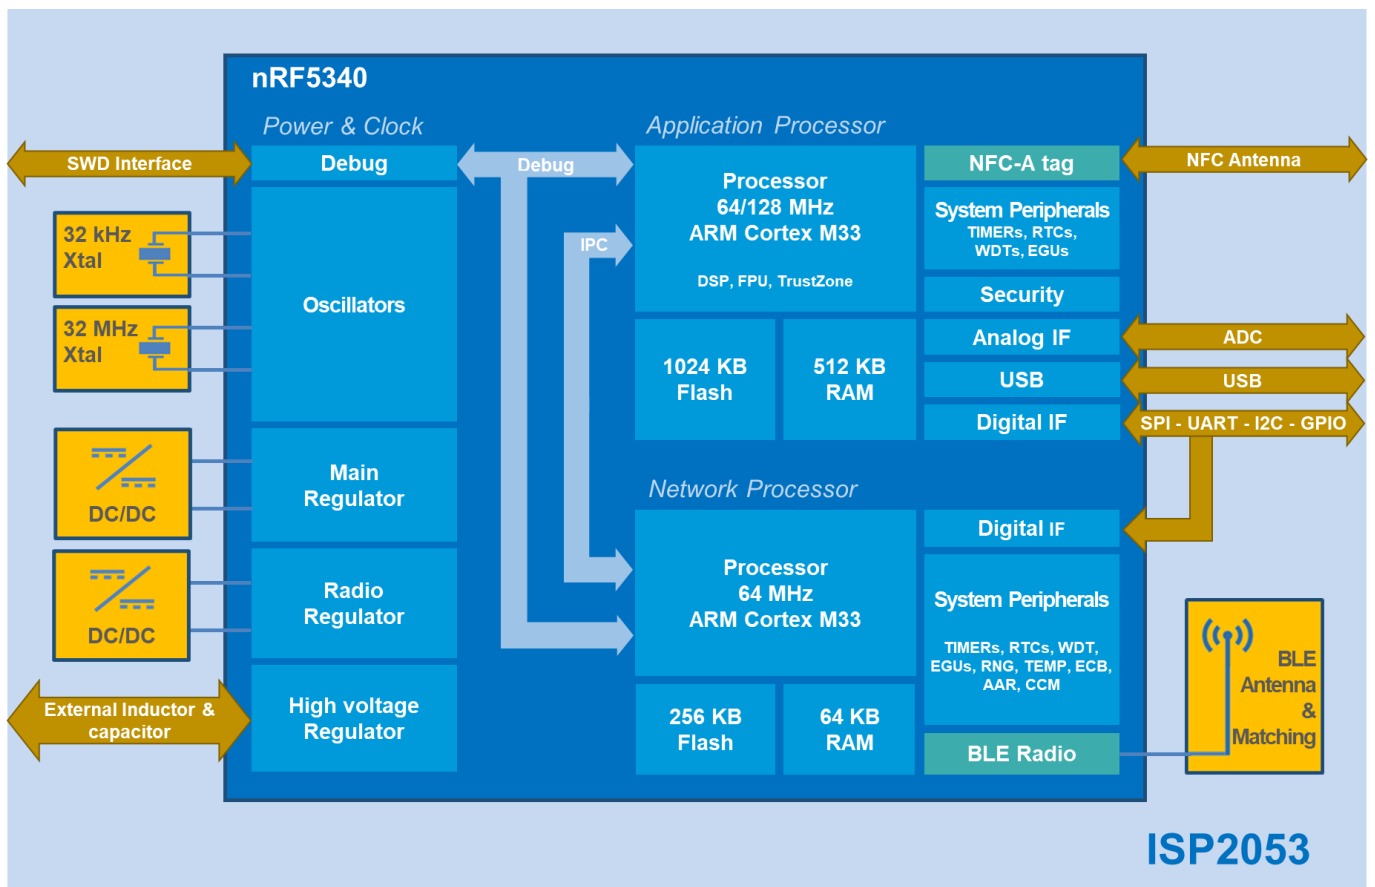 nRF5340
Power & Clock
Application Processor
SWD Interface
Debug
Debug
NFC-A tag
NFC Antenna
Processor
64/128 MHz
ARM Cortex M33
DSP, FPU, TrustZone
System Peripherals
TIMERs, RTCs,
WDTs, EGUs
32 kHz
Xtal
IPC
Security
Oscillators
32 MHz
Xtal
Analog IF
ADC
1024 KB
Flash
512 KB
RAM
USB
USB
Digital IF
SPI - UART - I2C - GPIO
Main
Regulator
DC/DC
Network Processor
Processor
64 MHz
ARM Cortex M33
Digital IF
System Peripherals
TIMERs, RTCs, WDT,
EGUs, RNG, TEMP, ECB,
AAR, CCM
Radio
Regulator
DC/DC
BLE
Antenna
&
Matching
External Inductor &
capacitor
High voltage
Regulator
256 KB
Flash
64 KB
RAM
BLE Radio
ISP2053